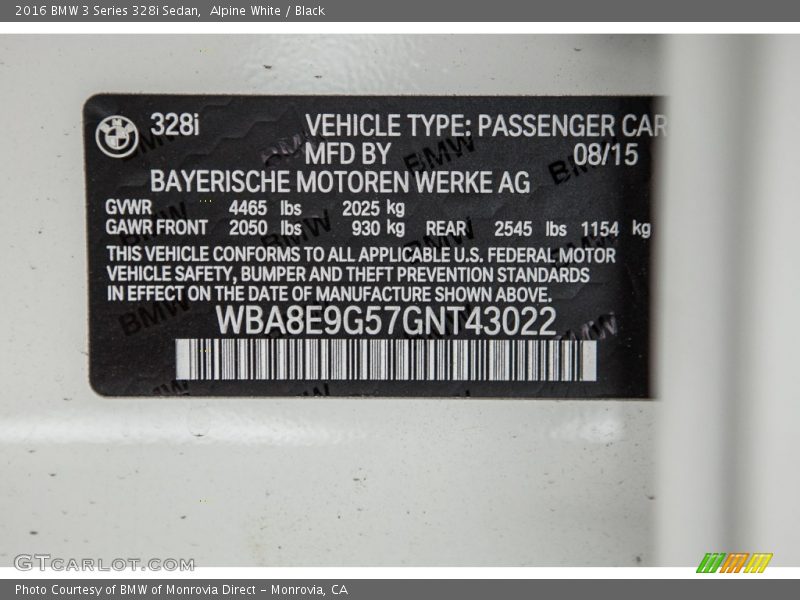 2016 BMW 3 Series 328i Sedan, Alpine White / Black
328i VEHICLE TYPE: PASSENGER CAR
MFD BY 08/15
BAYERISCHE MOTOREN WERKE AG
GVWR 4465 lbs 2025 kg
GAWR FRONT 2050 lbs 930 kg REAR 2545 lbs 1154 kg
THIS VEHICLE CONFORMS TO ALL APPLICABLE U.S. FEDERAL MOTOR
VEHICLE SAFETY, BUMPER AND THEFT PREVENTION STANDARDS
IN EFFECT ON THE DATE OF MANUFACTURE SHOWN ABOVE.
WBA8E9G57GNT43022
GTCARLOT.COM
Photo Courtesy of BMW of Monrovia Direct - Monrovia, CA